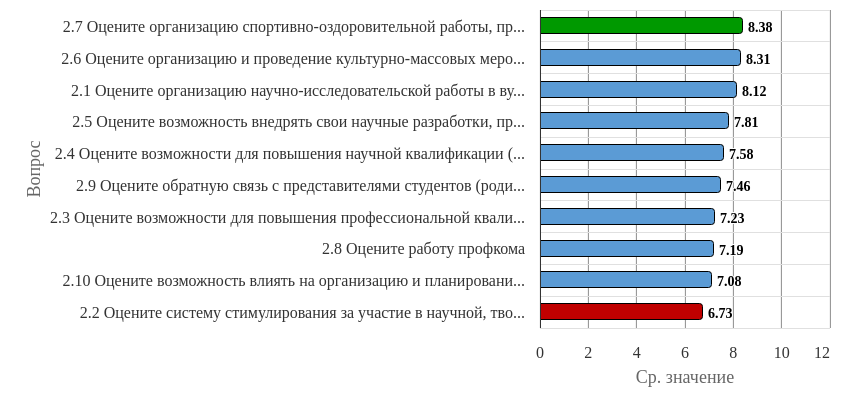 2.7 Оцените организацию спортивно-оздоровительной работы, пр... 8.38
2.6 Оцените организацию и проведение культурно-массовых меро... 8.31
2.1 Оцените организацию научно-исследовательской работы в ву... 8.12
2.5 Оцените возможность внедрять свои научные разработки, пр... 7.81
2.4 Оцените возможности для повышения научной квалификации (... 7.58
2.9 Оцените обратную связь с представителями студентов (роди... 7.46
2.3 Оцените возможности для повышения профессиональной квали... 7.23
2.8 Оцените работу профкома 7.19
2.10 Оцените возможность влиять на организацию и планировани... 7.08
2.2 Оцените систему стимулирования за участие в научной, тво... 6.73
Вопрос
0 2 4 6 8 10 12
Ср. значение